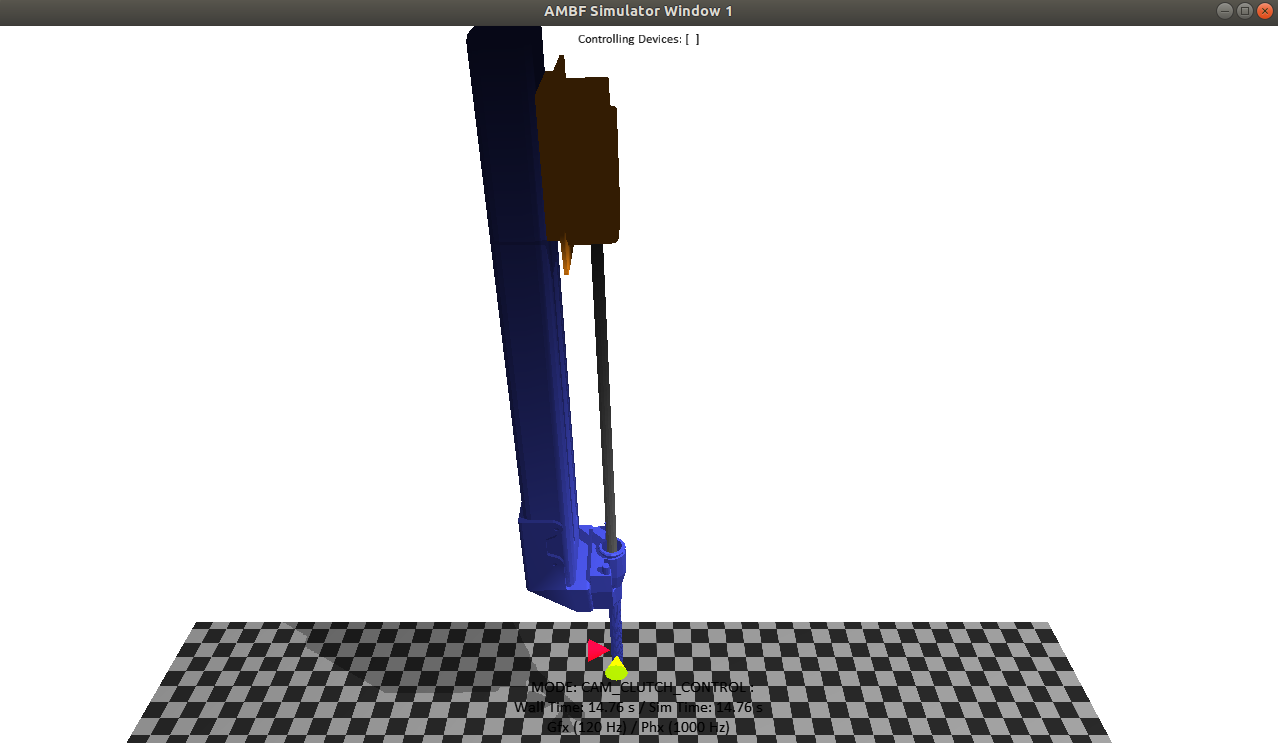 AMBF Simulator Window 1
Controlling Devices: [  ]
MODE: CAM_CLUTCH_CONTROL :
Wall Time: 14.76 s / Sim Time: 14.76 s
Gfx (120 Hz) / Phx (1000 Hz)